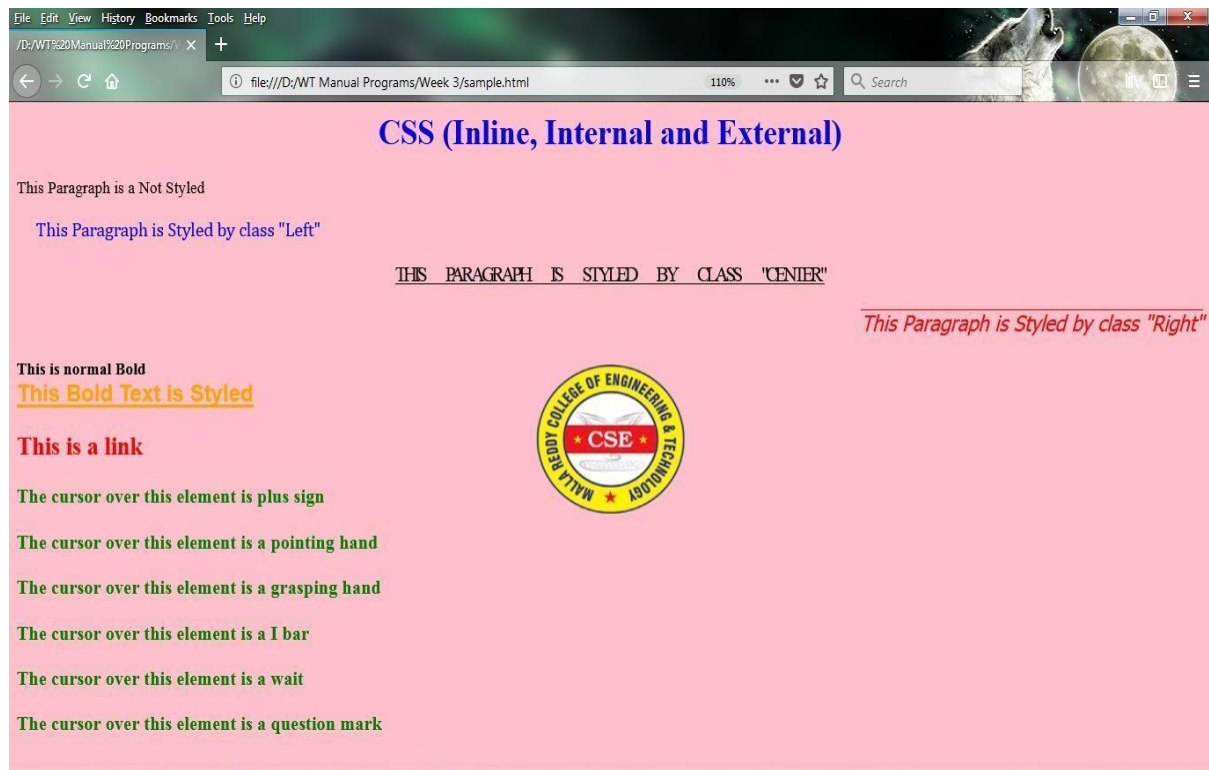 File Edit View History Bookmarks Tools Help
/D:/WT%20Manual%20Programs/
file:///D:/WT Manual Programs/Week 3/sample.html 110% Search
CSS (Inline, Internal and External)
This Paragraph is a Not Styled
This Paragraph is Styled by class "Left"
THIS PARAGRAPH IS STYLED BY CLASS "CENTER"
This Paragraph is Styled by class "Right"
This is normal Bold
This Bold Text is Styled
MALLA REDDY COLLEGE OF ENGINEERING & TECHNOLOGY
CSE
This is a link
The cursor over this element is plus sign
The cursor over this element is a pointing hand
The cursor over this element is a grasping hand
The cursor over this element is a I bar
The cursor over this element is a wait
The cursor over this element is a question mark